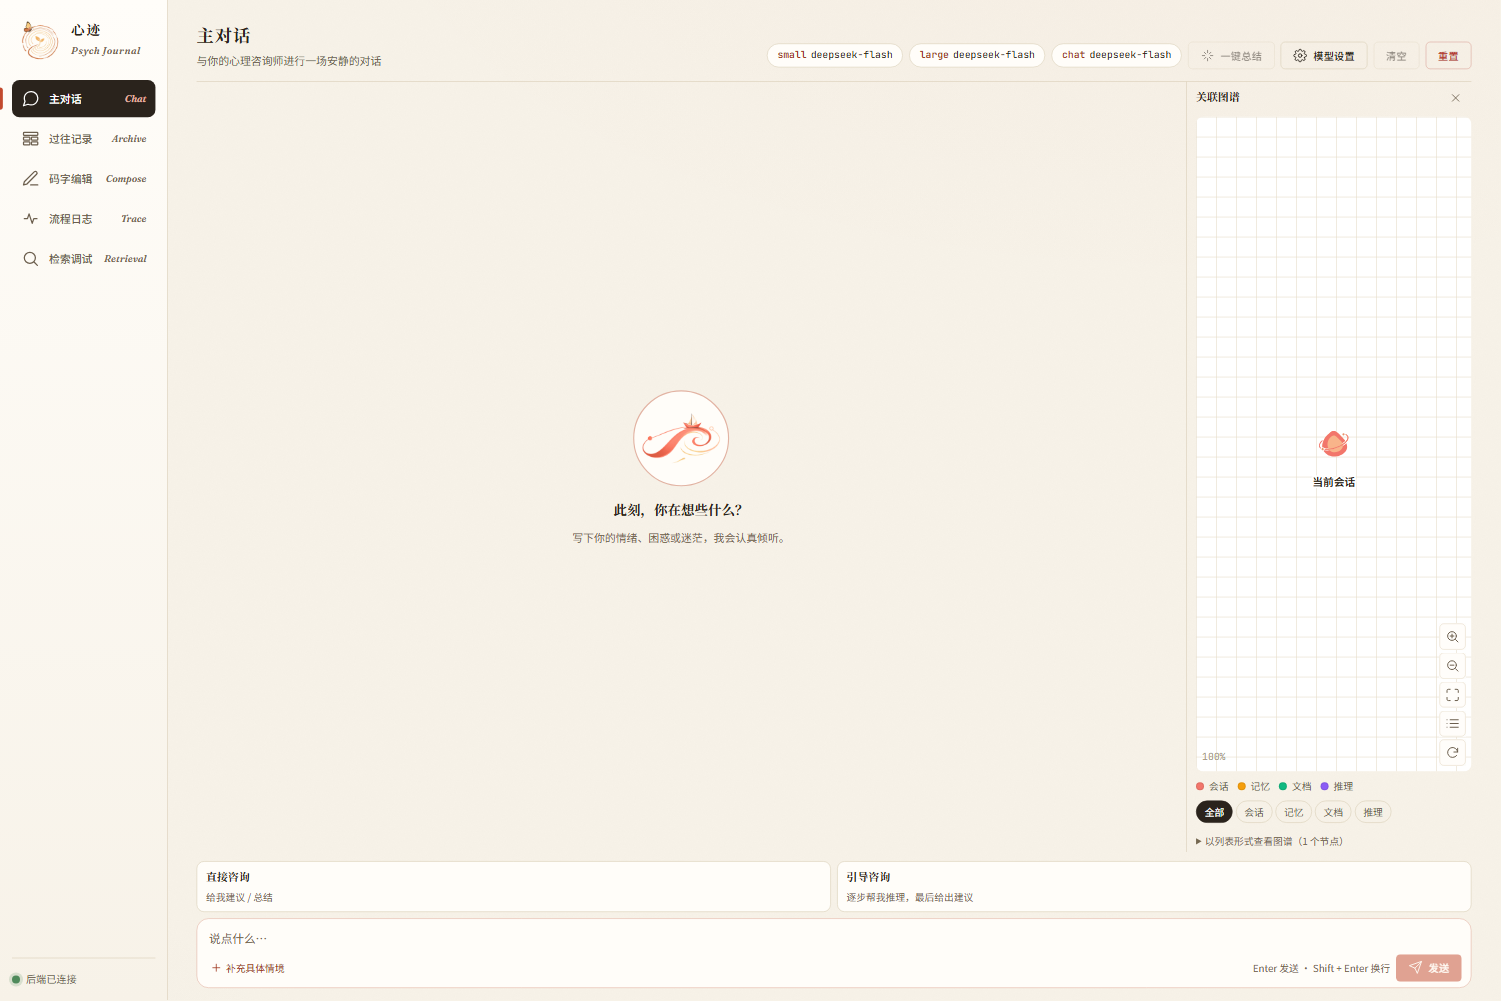 心迹
Psych Journal
主对话 Chat
过往记录 Archive
码字编辑 Compose
流程日志 Trace
检索调试 Retrieval
后端已连接
主对话
与你的心理咨询师进行一场安静的对话
small deepseek-flash
large deepseek-flash
chat deepseek-flash
一键总结
模型设置
清空
重置
此刻，你在想些什么？
写下你的情绪、困惑或迷茫，我会认真倾听。
关联图谱
当前会话
100%
会话 记忆 文档 推理
全部 会话 记忆 文档 推理
以列表形式查看图谱（1 个节点）
直接咨询
给我建议 / 总结
引导咨询
逐步帮我推理，最后给出建议
说点什么…
补充具体情境
Enter 发送 · Shift + Enter 换行
发送